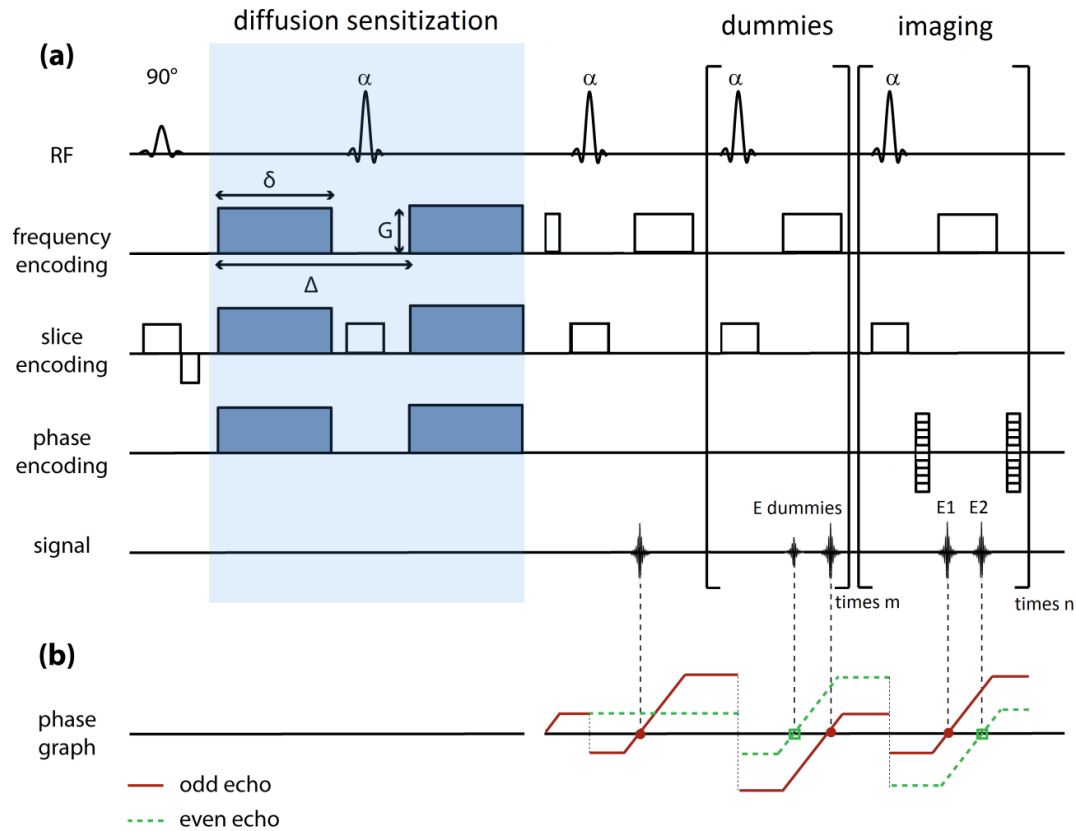 diffusion sensitization
dummies
imaging
(a)
90°
α
α
α
α
RF
δ
G
frequency
encoding
Δ
slice
encoding
phase
encoding
E dummies
E1
E2
signal
times m
times n
(b)
phase
graph
odd echo
even echo